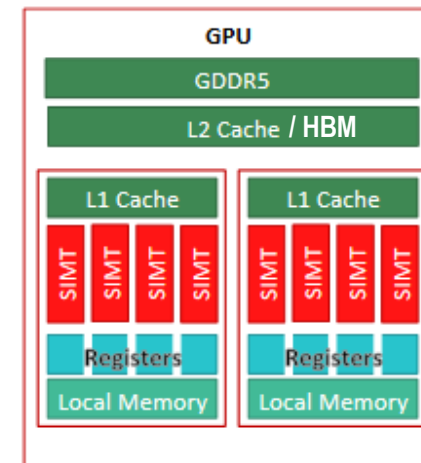 GPU
GDDR5
L2 Cache / HBM
L1 Cache
SIMT SIMT SIMT SIMT
Registers
Local Memory
L1 Cache
SIMT SIMT SIMT SIMT
Registers
Local Memory